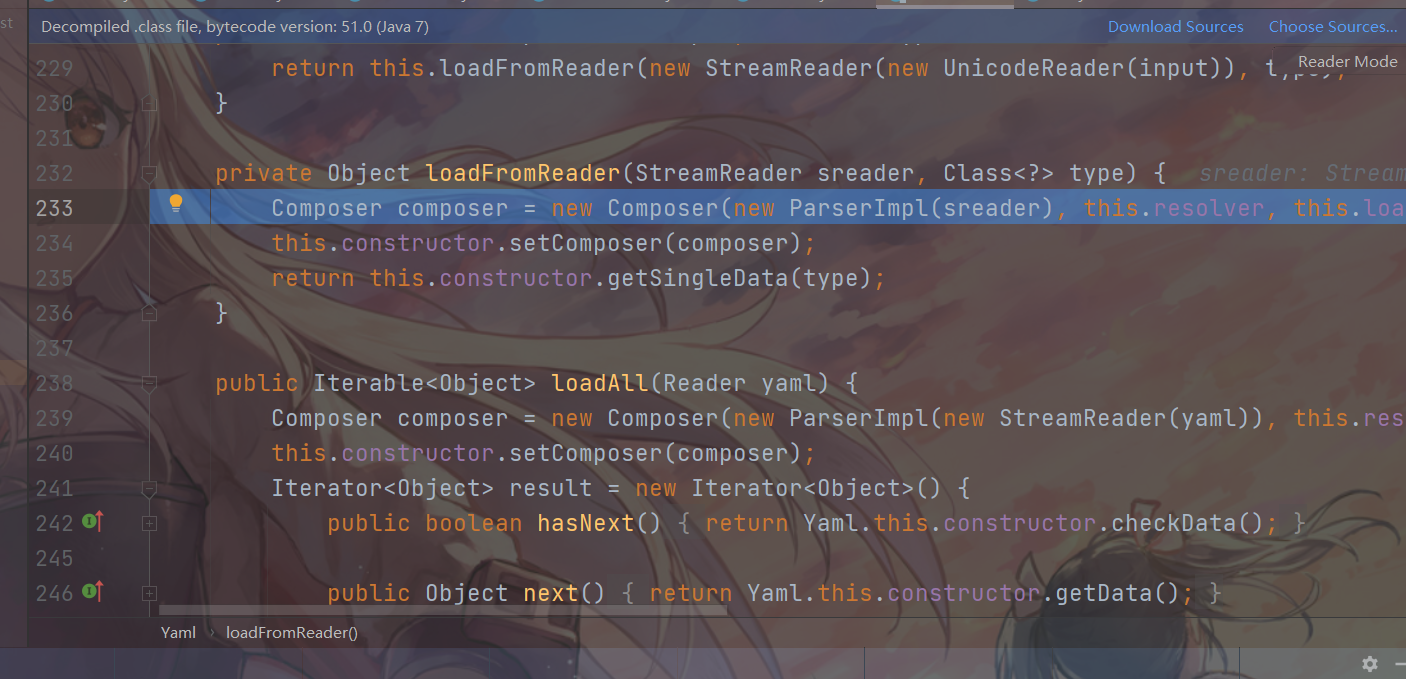 st
Decompiled .class file, bytecode version: 51.0 (Java 7) Download Sources Choose Sources...
Reader Mode
229 return this.loadFromReader(new StreamReader(new UnicodeReader(input)), type);
230 }
231
232 private Object loadFromReader(StreamReader sreader, Class<?> type) { sreader: Stream
233 Composer composer = new Composer(new ParserImpl(sreader), this.resolver, this.loa
234 this.constructor.setComposer(composer);
235 return this.constructor.getSingleData(type);
236 }
237
238 public Iterable<Object> loadAll(Reader yaml) {
239 Composer composer = new Composer(new ParserImpl(new StreamReader(yaml)), this.res
240 this.constructor.setComposer(composer);
241 Iterator<Object> result = new Iterator<Object>() {
242 public boolean hasNext() { return Yaml.this.constructor.checkData(); }
245
246 public Object next() { return Yaml.this.constructor.getData(); }
Yaml › loadFromReader()